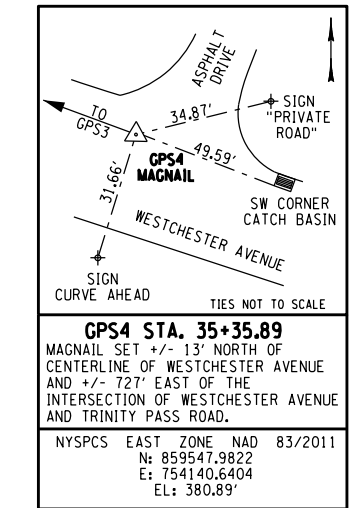 ASPHALT
DRIVE
34.87'
SIGN
"PRIVATE
ROAD"
TO
GPS3
GPS4
MAGNAIL
49.59'
31.66'
SW CORNER
CATCH BASIN
WESTCHESTER AVENUE
SIGN
CURVE AHEAD
TIES NOT TO SCALE
GPS4 STA. 35+35.89
MAGNAIL SET +/- 13' NORTH OF
CENTERLINE OF WESTCHESTER AVENUE
AND +/- 727' EAST OF THE
INTERSECTION OF WESTCHESTER AVENUE
AND TRINITY PASS ROAD.
NYSPCS EAST ZONE NAD 83/2011
N: 859547.9822
E: 754140.6404
EL: 380.89'